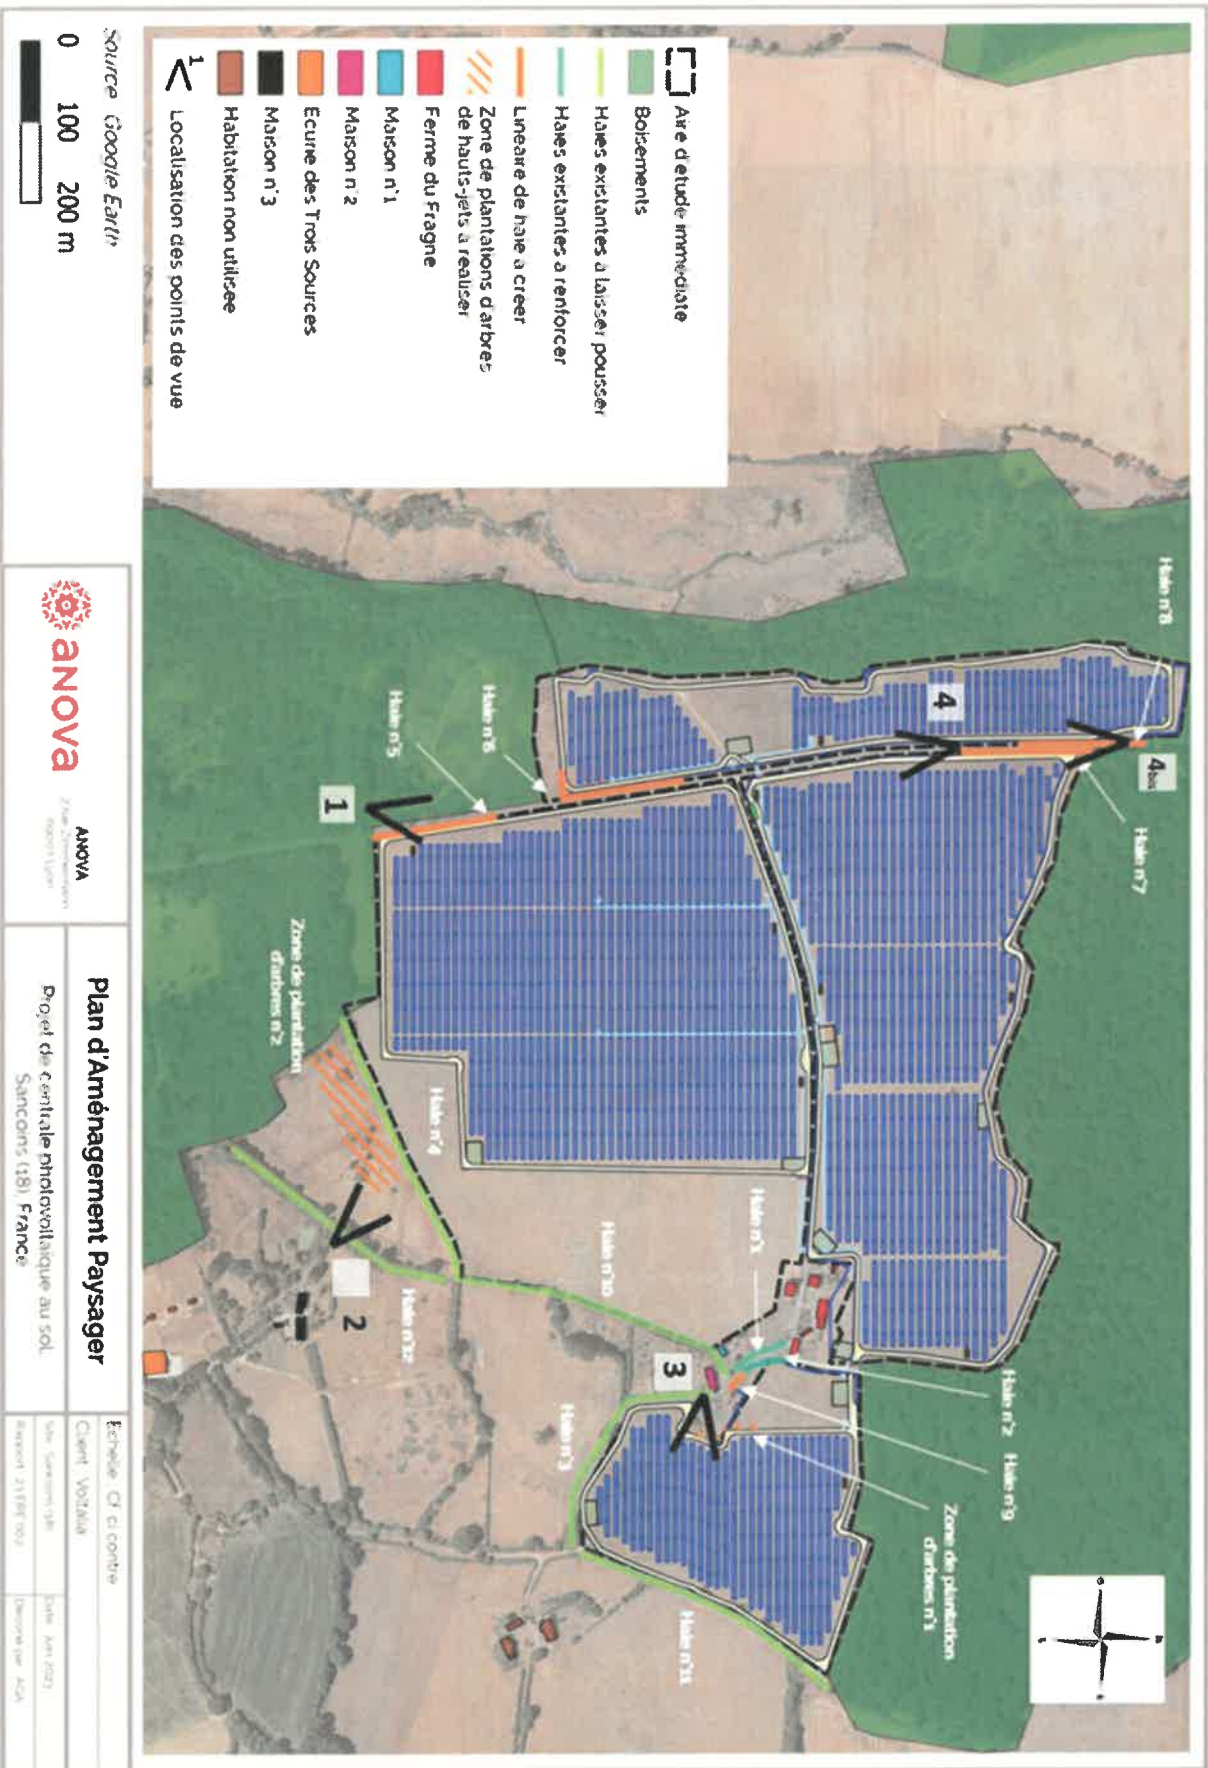 Aire d'étude immédiate
Boisements
Haies existantes à laisser pousser
Haies existantes à renforcer
Linéaire de haie à créer
Zone de plantations d'arbres
de hauts-jets à réaliser
Ferme du Fragne
Maison n°1
Maison n°2
Ecurie des Trois Sources
Maison n°3
Habitation non utilisée
1
Localisation des points de vue
Source Google Earth
0 100 200 m
Haie n°8
4
4bis
Haie n°7
Haie n°6
Haie n°5
1
Zone de plantation
d'arbres n°2
Haie n°4
Haie n°10
Haie n°1
Haie n°12
2
3
Haie n°3
Haie n°2
Haie n°9
Zone de plantation
d'arbres n°1
Haie n°11
anova
ANOVA
Plan d'Aménagement Paysager
Projet de centrale photovoltaïque au sol
Sancoins (18), France
Echelle Cf ci contre
Client Voltalia